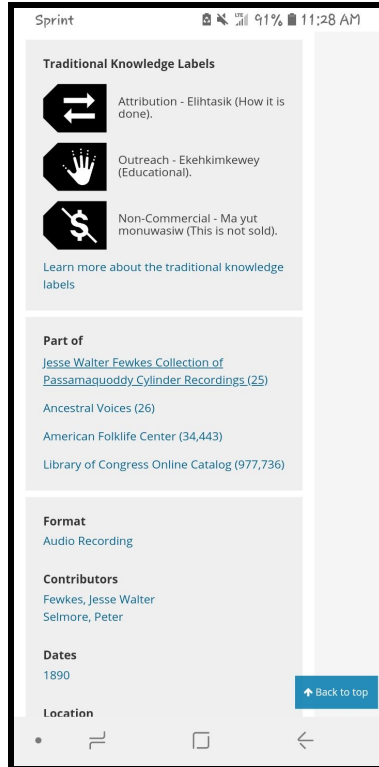 Sprint 91% 11:28 AM
Traditional Knowledge Labels
Attribution - Elihtasik (How it is
done).
Outreach - Ekehkimkewey
(Educational).
Non-Commercial - Ma yut
monuwasiw (This is not sold).
Learn more about the traditional knowledge
labels
Part of
Jesse Walter Fewkes Collection of
Passamaquoddy Cylinder Recordings (25)
Ancestral Voices (26)
American Folklife Center (34,443)
Library of Congress Online Catalog (977,736)
Format
Audio Recording
Contributors
Fewkes, Jesse Walter
Selmore, Peter
Dates
1890
Back to top
Location